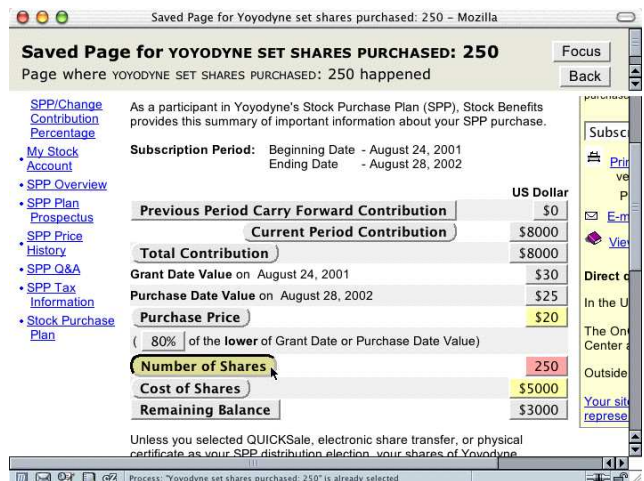 Saved Page for Yoyodyne set shares purchased: 250 – Mozilla
Saved Page for YOYODYNE SET SHARES PURCHASED: 250
Focus
Page where YOYODYNE SET SHARES PURCHASED: 250 happened
Back
SPP/Change
Contribution
Percentage
• My Stock
Account
• SPP Overview
• SPP Plan
Prospectus
SPP Price
• History
• SPP Q&A
• SPP Tax
Information
• Stock Purchase
Plan
As a participant in Yoyodyne's Stock Purchase Plan (SPP), Stock Benefits
provides this summary of important information about your SPP purchase.
Subscription Period: Beginning Date - August 24, 2001
Ending Date - August 28, 2002
US Dollar
Previous Period Carry Forward Contribution $0
Current Period Contribution ) $8000
Total Contribution ) $8000
Grant Date Value on August 24, 2001 $30
Purchase Date Value on August 28, 2002 $25
Purchase Price ) $20
( 80% of the lower of Grant Date or Purchase Date Value)
Number of Shares 250
Cost of Shares ) $5000
Remaining Balance $3000
Unless you selected QUICKSale, electronic share transfer, or physical
certificate as your SPP distribution election, your shares of Yoyodyne
Subsc
Prin
ve
P
E-m
Vie
Direct o
In the U
The On
Center a
Outside
Your site
represe
Process: "Yoyodyne set shares purchased: 250" is already selected